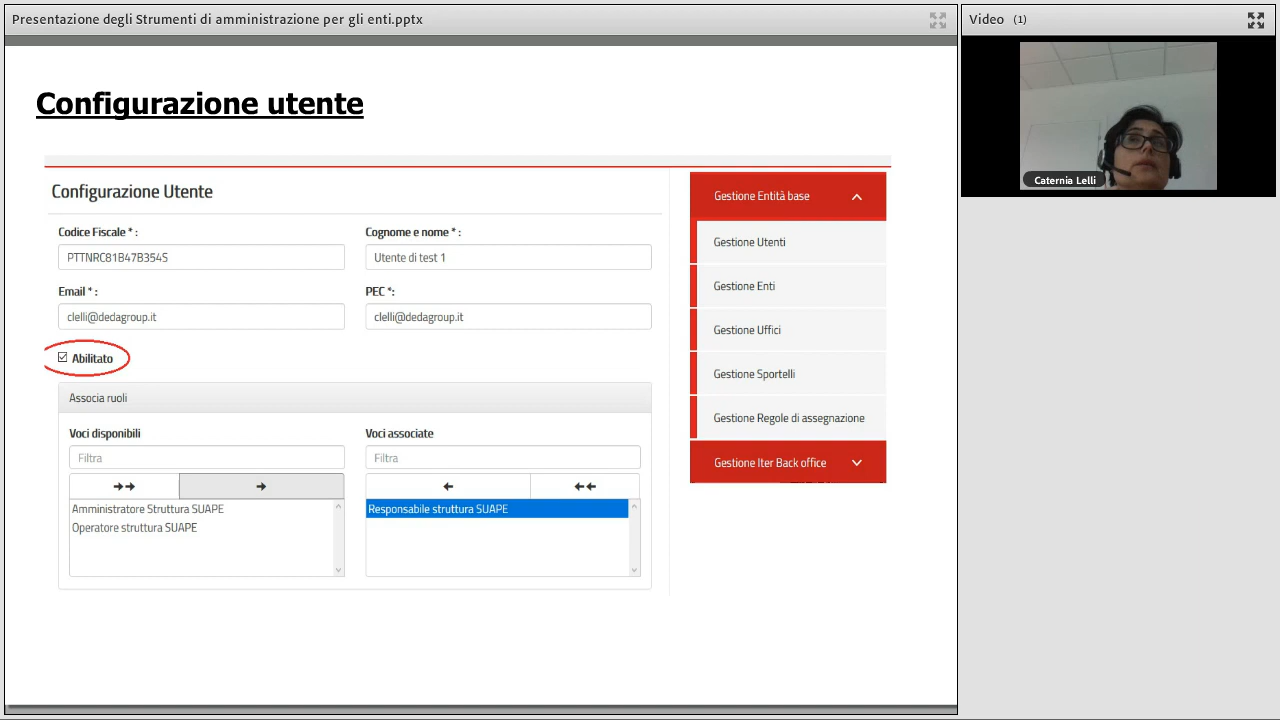 Presentazione degli Strumenti di amministrazione per gli enti.pptx
Video (1)
Caternia Lelli
Configurazione utente
Configurazione Utente
Codice Fiscale * :
Cognome e nome * :
PTTNRC81B47B354S
Utente di test 1
Email * :
PEC *:
clelli@dedagroup.it
clelli@dedagroup.it
Abilitato
Associa ruoli
Voci disponibili
Voci associate
Filtra
Filtra
Amministratore Struttura SUAPE
Operatore struttura SUAPE
Responsabile struttura SUAPE
Gestione Entità base
Gestione Utenti
Gestione Enti
Gestione Uffici
Gestione Sportelli
Gestione Regole di assegnazione
Gestione Iter Back office